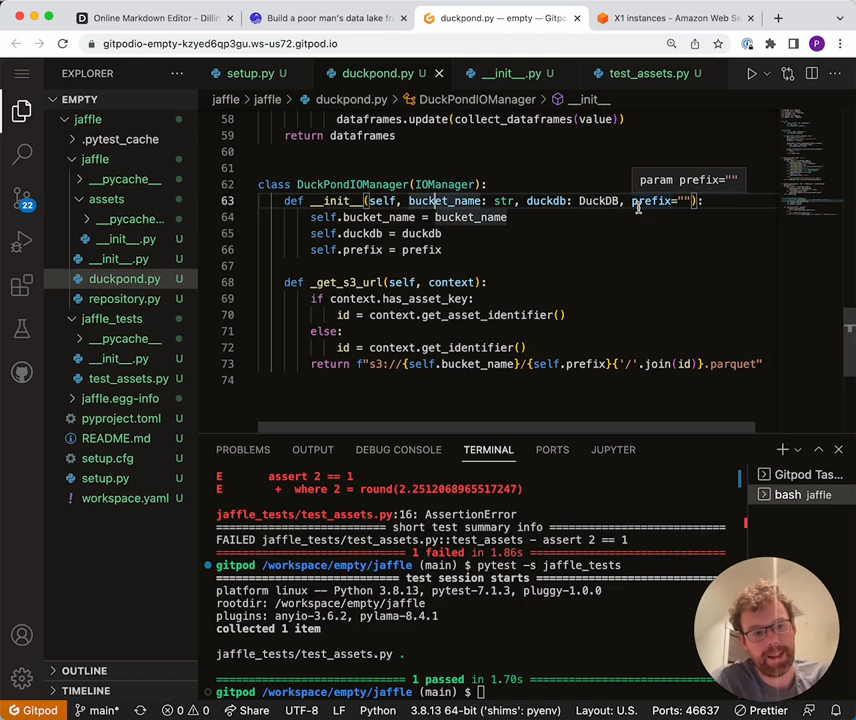 Online Markdown Editor - Dillin
Build a poor man's data lake fr
duckpond.py — empty — Gitpo
X1 instances - Amazon Web Se
gitpodio-empty-kzyed6qp3gu.ws-us72.gitpod.io
P
EXPLORER
setup.py U
duckpond.py U
__init__.py U
test_assets.py U
EMPTY
jaffle > jaffle > duckpond.py > DuckPondIOManager > __init__
jaffle
.pytest_cache
jaffle
__pycache__
assets
__pycache...
__init__.py U
__init__.py U
duckpond.py U
repository.py U
jaffle_tests
__pycache__
__init__.py U
test_assets.py U
jaffle.egg-info
pyproject.toml U
README.md U
setup.cfg U
setup.py U
workspace.yaml U
22
OUTLINE
TIMELINE
58 dataframes.update(collect_dataframes(value))
59 return dataframes
60
61
62 class DuckPondIOManager(IOManager):
param prefix=""
63 def __init__(self, bucket_name: str, duckdb: DuckDB, prefix=""):
64 self.bucket_name = bucket_name
65 self.duckdb = duckdb
66 self.prefix = prefix
67
68 def _get_s3_url(self, context):
69 if context.has_asset_key:
70 id = context.get_asset_identifier()
71 else:
72 id = context.get_identifier()
73 return f"s3://{self.bucket_name}/{self.prefix}{'/'.join(id)}.parquet"
74
PROBLEMS OUTPUT DEBUG CONSOLE TERMINAL PORTS JUPYTER
Gitpod Tas...
bash jaffle
E assert 2 == 1
E + where 2 = round(2.2512068965517247)
jaffle_tests/test_assets.py:16: AssertionError
=================== short test summary info ===================
FAILED jaffle_tests/test_assets.py::test_assets - assert 2 == 1
====================== 1 failed in 1.86s ======================
gitpod /workspace/empty/jaffle (main) $ pytest -s jaffle_tests
===================== test session starts =====================
platform linux -- Python 3.8.13, pytest-7.1.3, pluggy-1.0.0
rootdir: /workspace/empty/jaffle
plugins: anyio-3.6.2, pylama-8.4.1
collected 1 item
jaffle_tests/test_assets.py .
====================== 1 passed in 1.70s ======================
gitpod /workspace/empty/jaffle (main) $
Gitpod main* 0 0 Share UTF-8 LF Python 3.8.13 64-bit ('shims': pyenv) Layout: U.S. Ports: 46637 Prettier